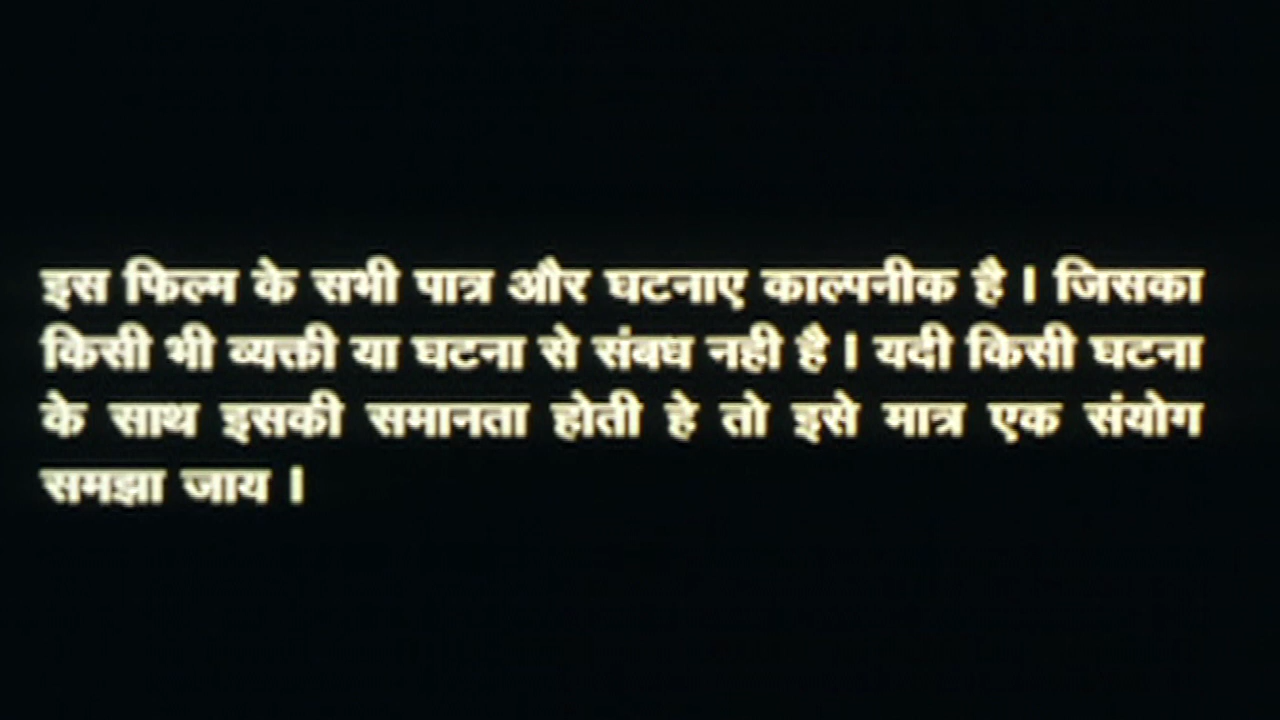 इस फिल्म के सभी पात्र और घटनाए काल्पनीक है । जिसका
किसी भी व्यक्ती या घटना से संबध नही है । यदी किसी घटना
के साथ इसकी समानता होती हे तो इसे मात्र एक संयोग
समझा जाय ।